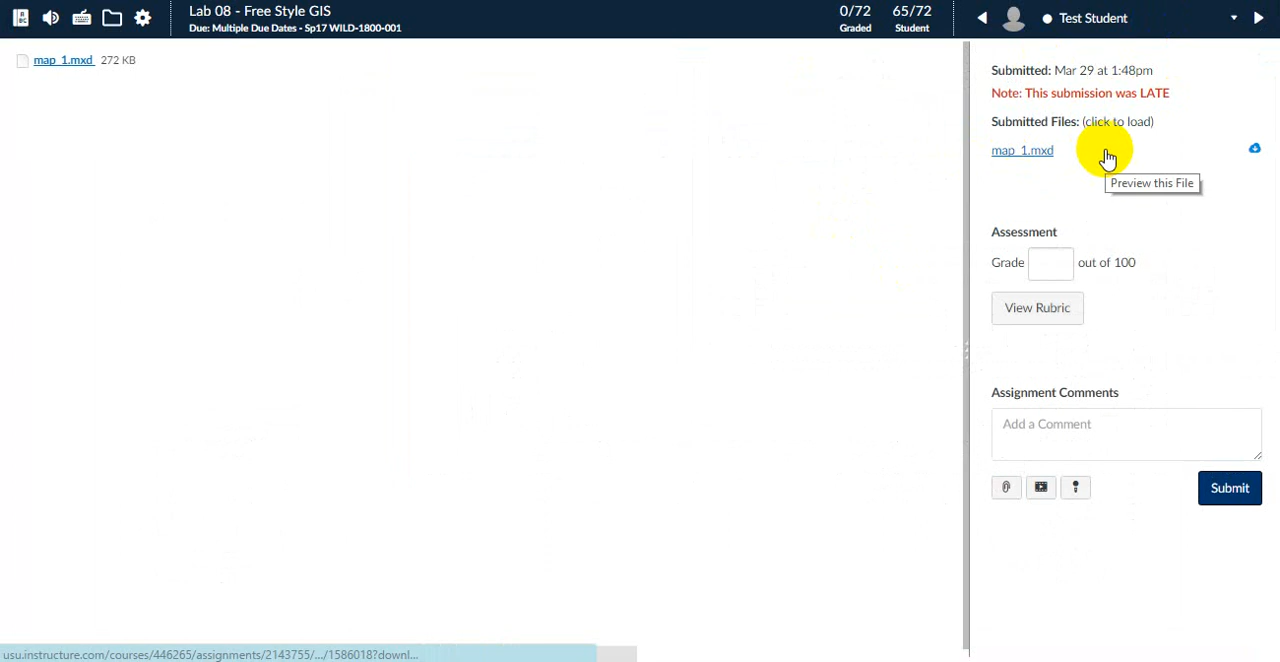 Lab 08 - Free Style GIS
Due: Multiple Due Dates - Sp17 WILD-1800-001
0/72 65/72
Graded Student
Test Student
map_1.mxd 272 KB
Submitted: Mar 29 at 1:48pm
Note: This submission was LATE
Submitted Files: (click to load)
map_1.mxd
Preview this File
Assessment
Grade out of 100
View Rubric
Assignment Comments
Add a Comment
Submit
usu.instructure.com/courses/446265/assignments/2143755/.../1586018?downl...